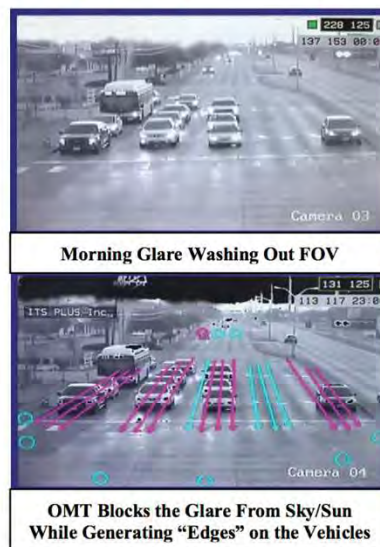 228 125
137 153 00:0
Camera 03
Morning Glare Washing Out FOV
131 125
113 117 23:0
ITS PLUS-Inc.
Camera 04
OMT Blocks the Glare From Sky/Sun
While Generating “Edges” on the Vehicles